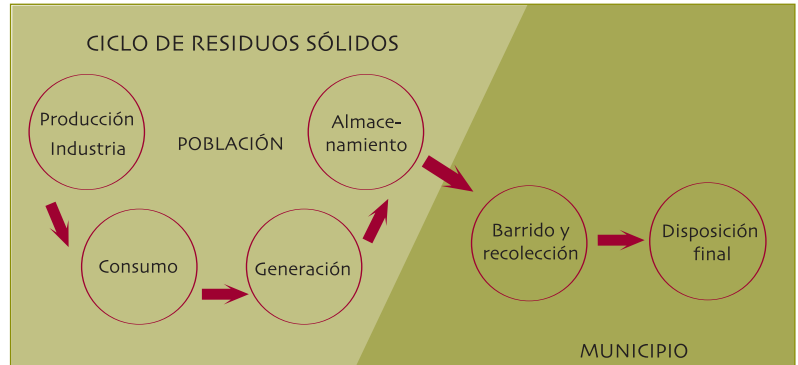 CICLO DE RESIDUOS SÓLIDOS
Producción
Industria
POBLACIÓN
Almace-
namiento
Consumo
Generación
Barrido y
recolección
Disposición
final
MUNICIPIO